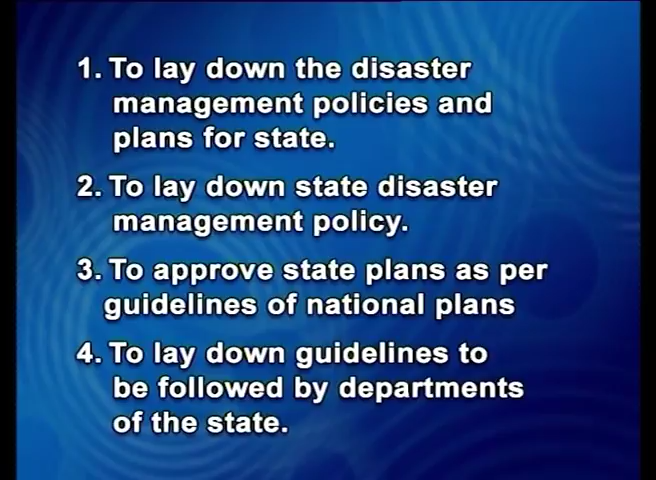 1. To lay down the disaster
management policies and
plans for state.
2. To lay down state disaster
management policy.
3. To approve state plans as per
guidelines of national plans
4. To lay down guidelines to
be followed by departments
of the state.